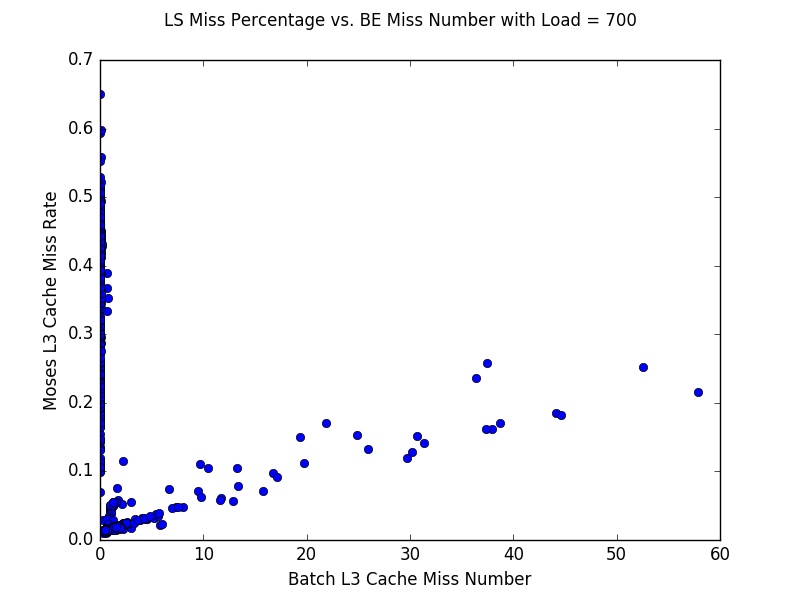 LS Miss Percentage vs. BE Miss Number with Load = 700
0.7
0.6
0.5
0.4
0.3
0.2
0.1
0.0
Moses L3 Cache Miss Rate
0 10 20 30 40 50 60
Batch L3 Cache Miss Number